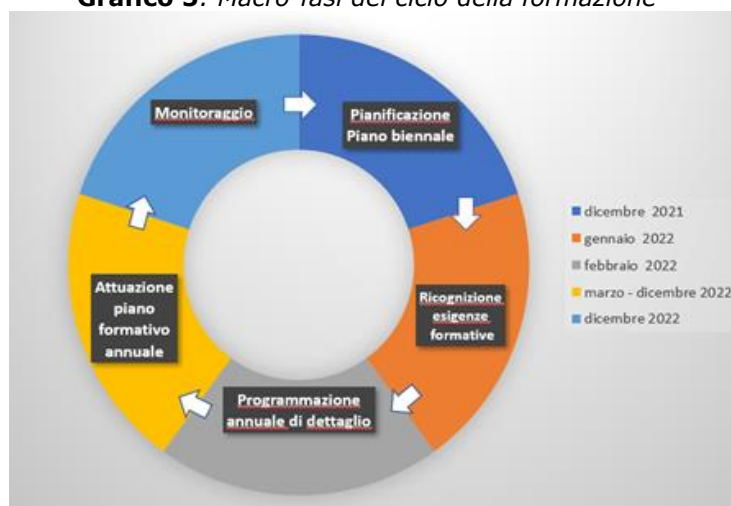 Grafico 3: Macro fasi del ciclo della formazione
Monitoraggio
Pianificazione
Piano biennale
Ricognizione
esigenze
formative
Programmazione
annuale di dettaglio
Attuazione
piano
formativo
annuale
dicembre 2021
gennaio 2022
febbraio 2022
marzo - dicembre 2022
dicembre 2022